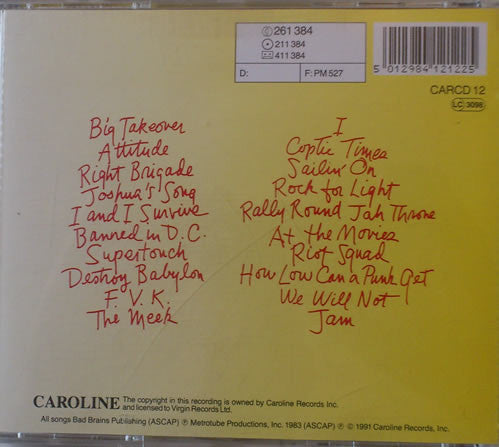 © 261 384
211 384
411 384
D:
F: PM 527
5 012984 121225
CARCD 12
LC 3098
Big Takeover
Attitude
Right Brigade
Joshua's Song
I and I Survive
Banned in D.C.
Supertouch
Destroy Babylon
F.V.K.
The Meek
I
Coptic Times
Sailin' On
Rock for Light
Rally Round Jah Throne
At the Movies
Riot Squad
How Low Can a Punk Get
We Will Not
Jam
CAROLINE The copyright in this recording is owned by Caroline Records Inc.
and licensed to Virgin Records Ltd.
All songs Bad Brains Publishing (ASCAP) ℗ Metrotube Productions, Inc. 1983 (ASCAP) ℗ © 1991 Caroline Records, Inc.